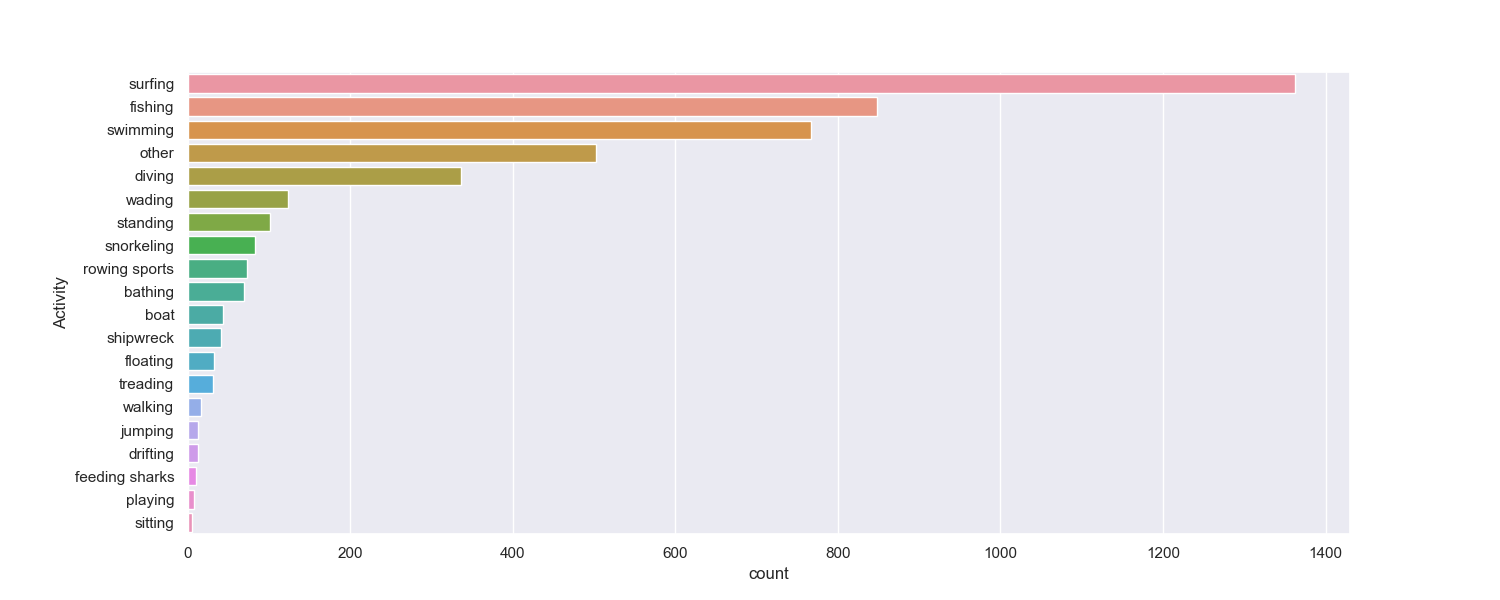 surfing
fishing
swimming
other
diving
wading
standing
snorkeling
rowing sports
bathing
boat
shipwreck
floating
treading
walking
jumping
drifting
feeding sharks
playing
sitting
Activity
0 200 400 600 800 1000 1200 1400
count